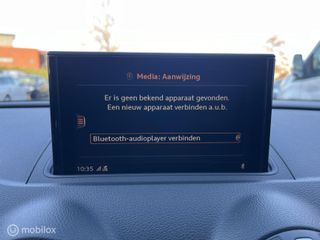 Media: Aanwijzing
Er is geen bekend apparaat gevonden.
Een nieuw apparaat verbinden a.u.b.
Bluetooth-audioplayer verbinden
10:35
mobilox